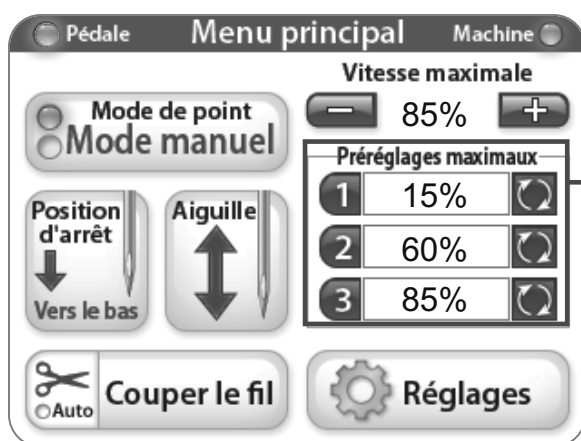 Pédale Menu principal Machine
Vitesse maximale
Mode de point
Mode manuel
85%
Préréglages maximaux
1 15%
2 60%
3 85%
Position
d'arrêt
Vers le bas
Aiguille
Auto
Couper le fil
Réglages